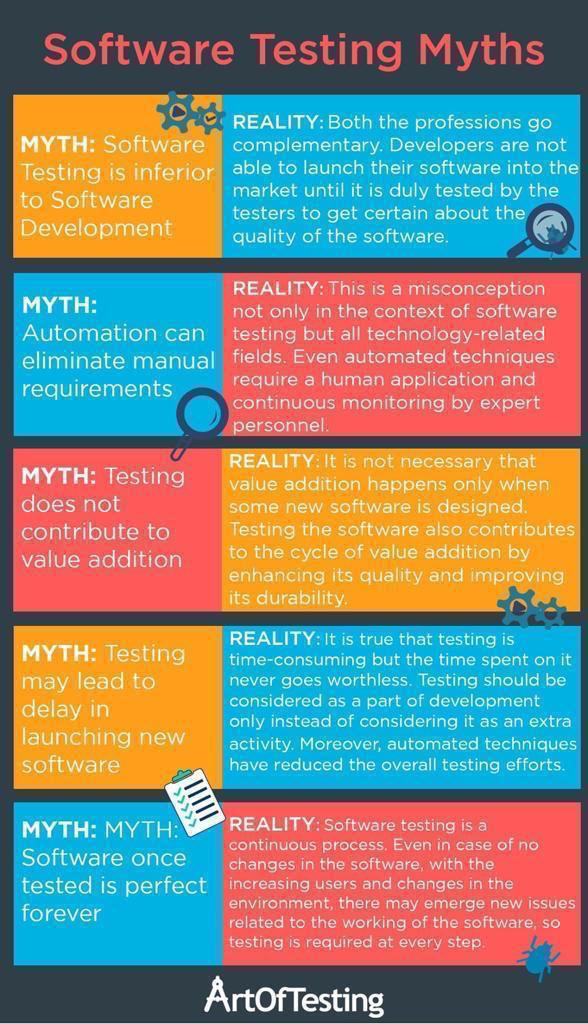 Software Testing Myths
MYTH: Software
Testing is inferior
to Software
Development
REALITY: Both the professions go
complementary. Developers are not
able to launch their software into the
market until it is duly tested by the
testers to get certain about the
quality of the software.
MYTH:
Automation can
eliminate manual
requirements
REALITY: This is a misconception
not only in the context of software
testing but all technology-related
fields. Even automated techniques
require a human application and
continuous monitoring by expert
personnel.
MYTH: Testing
does not
contribute to
value addition
REALITY: It is not necessary that
value addition happens only when
some new software is designed.
Testing the software also contributes
to the cycle of value addition by
enhancing its quality and improving
its durability.
MYTH: Testing
may lead to
delay in
launching new
software
REALITY: It is true that testing is
time-consuming but the time spent on it
never goes worthless. Testing should be
considered as a part of development
only instead of considering it as an extra
activity. Moreover, automated techniques
have reduced the overall testing efforts.
MYTH: MYTH:
Software once
tested is perfect
forever
REALITY: Software testing is a
continuous process. Even in case of no
changes in the software, with the
increasing users and changes in the
environment, there may emerge new issues
related to the working of the software, so
testing is required at every step.
ArtOfTesting